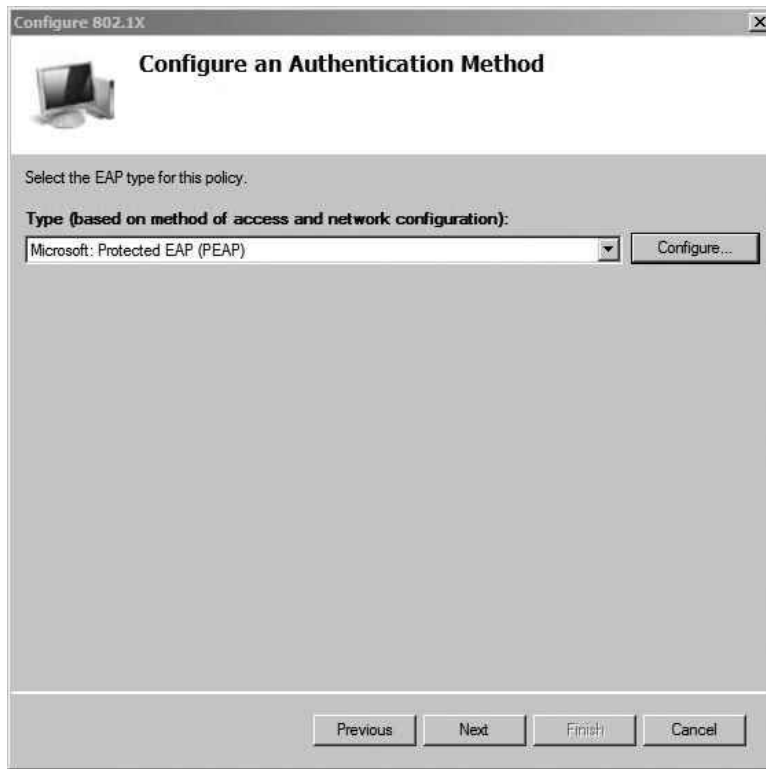 Configure 802.1X
Configure an Authentication Method
Select the EAP type for this policy.
Type (based on method of access and network configuration):
Microsoft: Protected EAP (PEAP)
Configure...
Previous
Next
Finish
Cancel